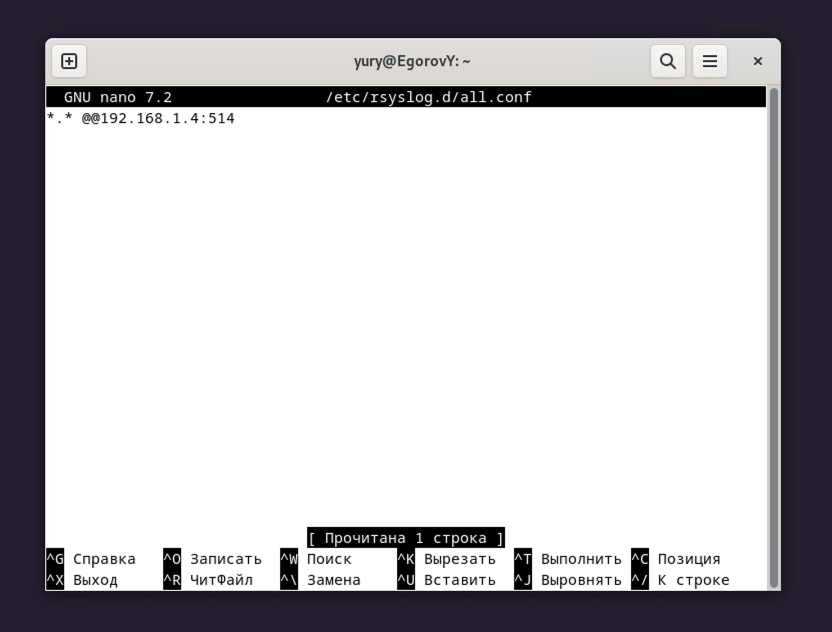 yury@EgorovY: ~
GNU nano 7.2 /etc/rsyslog.d/all.conf
*.* @@192.168.1.4:514
[ Прочитана 1 строка ]
^G Справка ^O Записать ^W Поиск ^K Вырезать ^T Выполнить ^C Позиция
^X Выход ^R ЧитФайл ^\ Замена ^U Вставить ^J Выровнять ^/ К строке